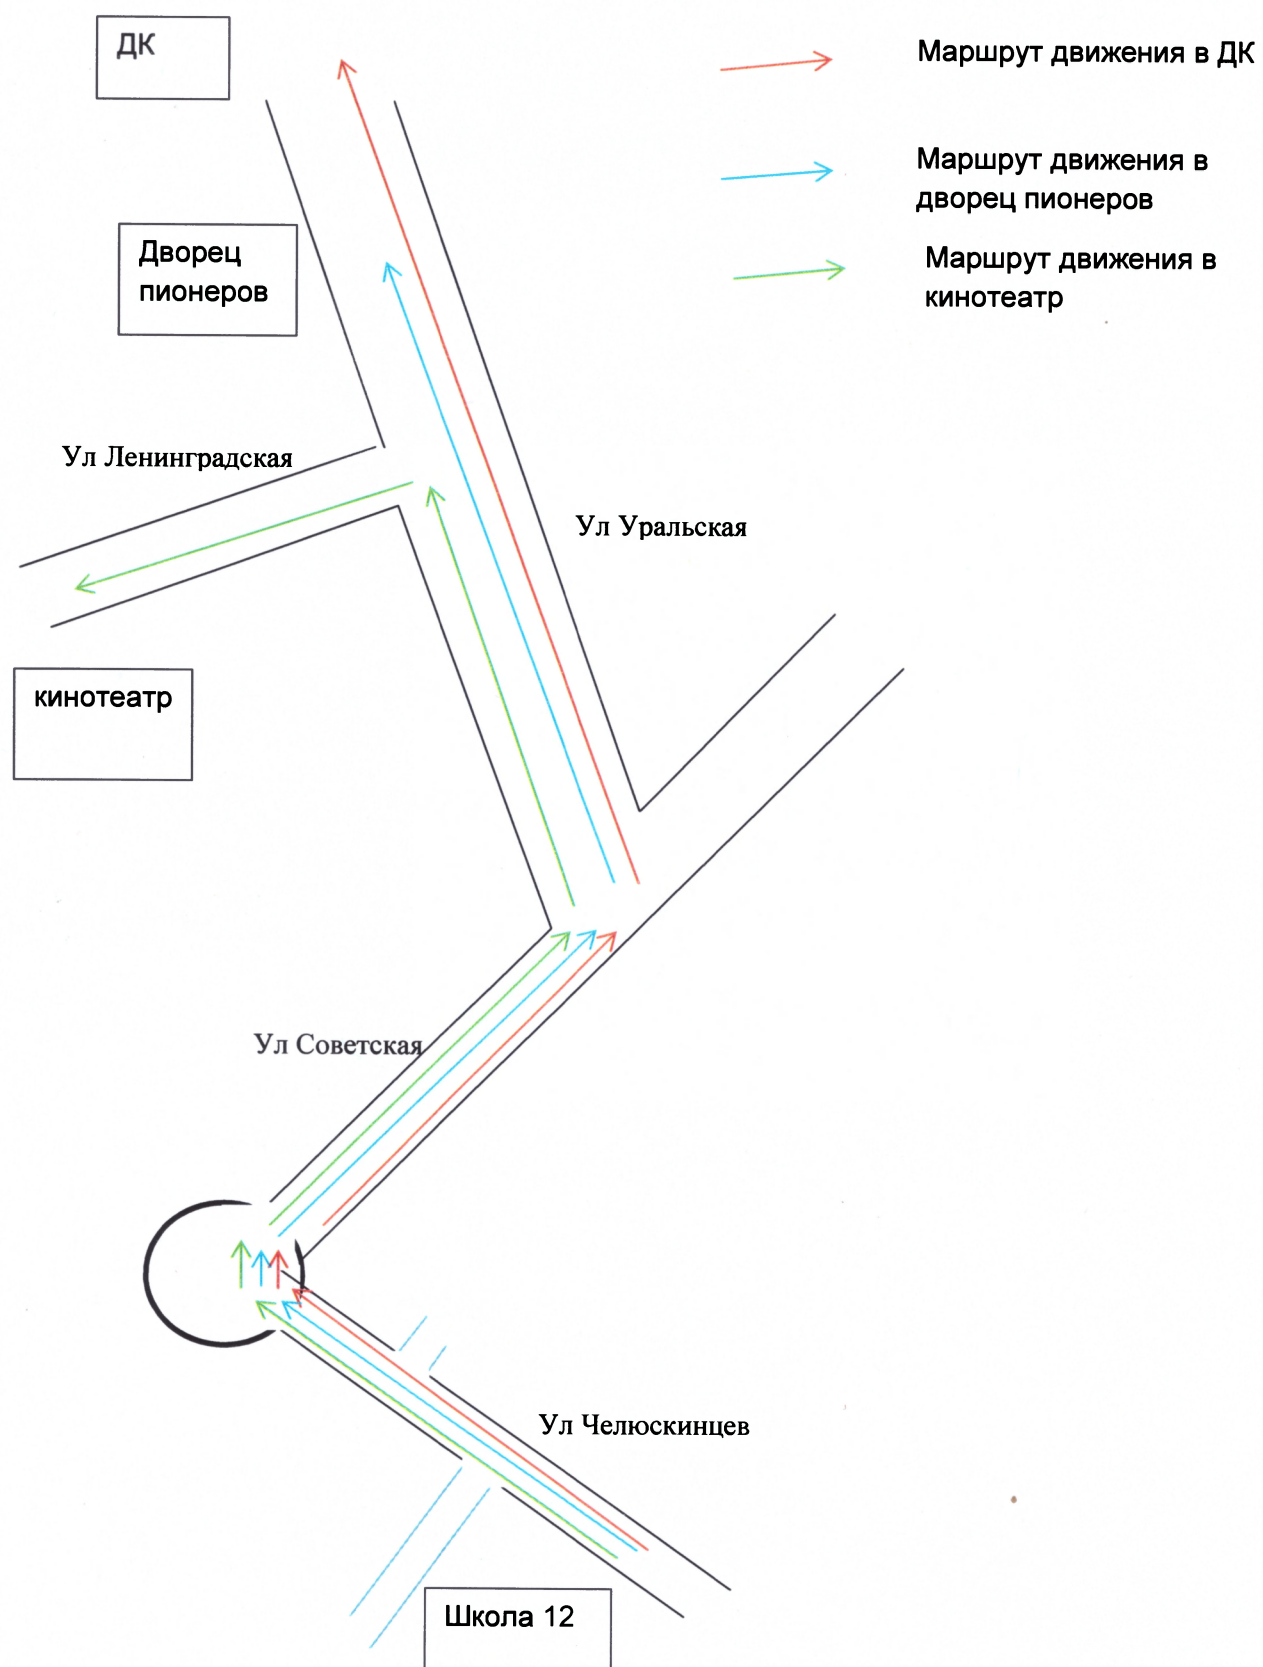 ДК
Маршрут движения в ДК
Маршрут движения в
дворец пионеров
Дворец
пионеров
Маршрут движения в
кинотеатр
Ул Ленинградская
Ул Уральская
кинотеатр
Ул Советская
Ул Челюскинцев
Школа 12